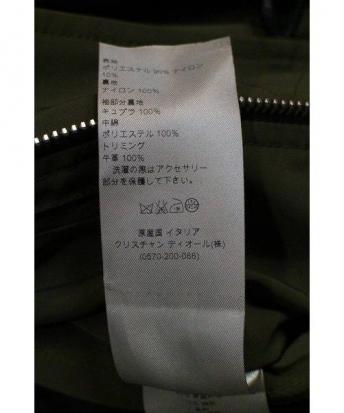 表地
ポリエステル 90% ナイロン
10%
裏地
ナイロン 100%
袖部分裏地
キュプラ 100%
中綿
ポリエステル 100%
トリミング
牛革 100%
洗濯の際はアクセサリー
部分を保護して下さい。
原産国 イタリア
クリスチャン ディオール(株)
(0570-200-088)